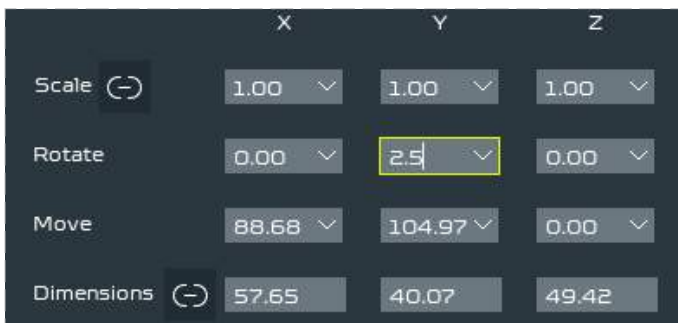 X Y Z
Scale 1.00 1.00 1.00
Rotate 0.00 2.5 0.00
Move 88.68 104.97 0.00
Dimensions 57.65 40.07 49.42